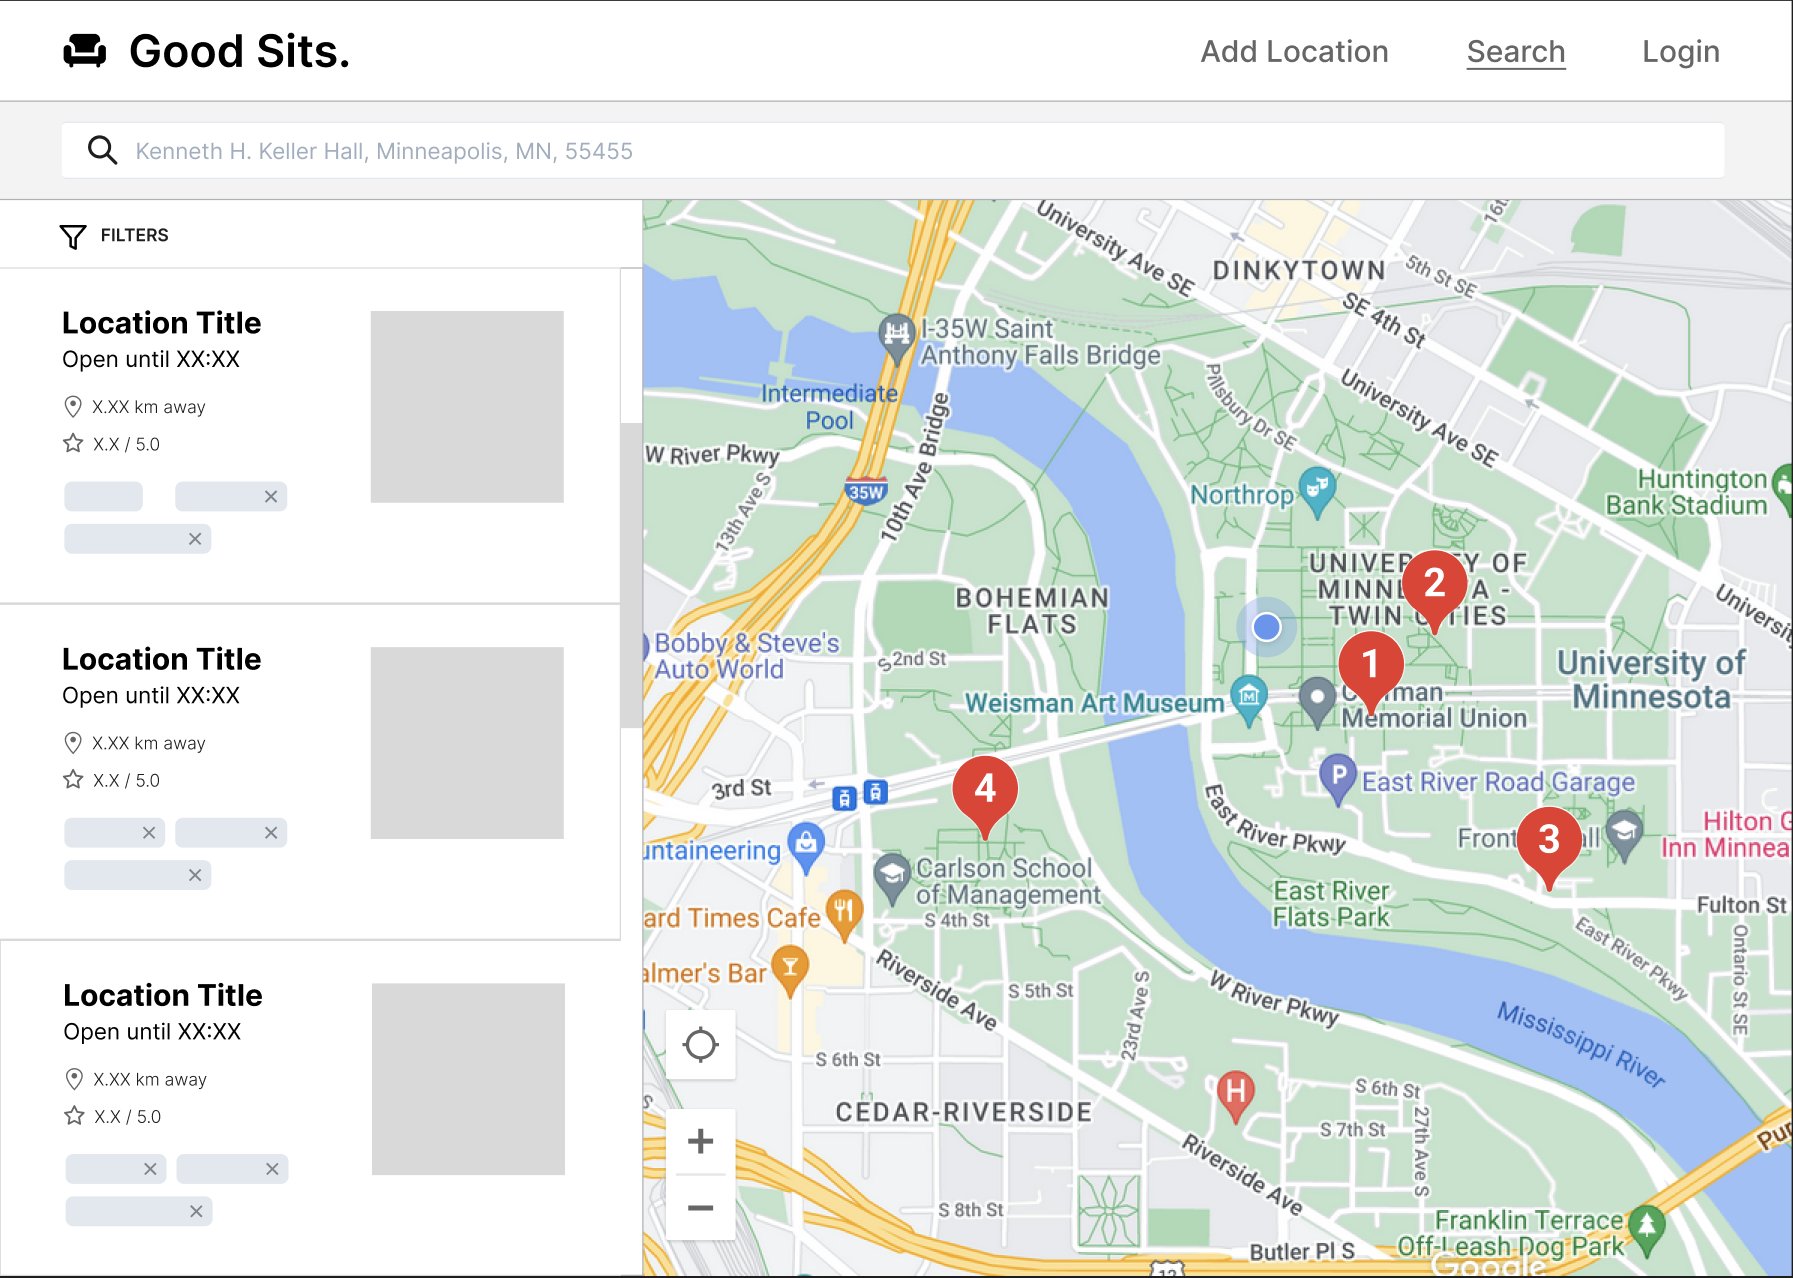 Good Sits.
Add Location
Search
Login
Kenneth H. Keller Hall, Minneapolis, MN, 55455
FILTERS
Location Title
Open until XX:XX
X.XX km away
X.X / 5.0
Location Title
Open until XX:XX
X.XX km away
X.X / 5.0
Location Title
Open until XX:XX
X.XX km away
X.X / 5.0
University Ave SE
DINKYTOWN
5th St SE
SE 4th St
I-35W Saint
Anthony Falls Bridge
Intermediate
Pool
Pillsbury Dr SE
University Ave SE
W River Pkwy
10th Ave Bridge
35W
13th Ave S
Northrop
Huntington
Bank Stadium
UNIVERSITY OF
MINNESOTA -
TWIN CITIES
2
BOHEMIAN
FLATS
Bobby & Steve's
Auto World
S 2nd St
1
University of
Minnesota
Weisman Art Museum
M
Memorial Union
3rd St
4
P
East River Road Garage
East River Pkwy
3
Hilton G
Inn Minnea
Carlson School
of Management
S 4th St
East River
Flats Park
Fulton St
East River Pkwy
Ontario St SE
Riverside Ave
S 5th St
23rd Ave S
W River Pkwy
Mississippi River
S 6th St
CEDAR-RIVERSIDE
H
S 6th St
S 7th St
27th Ave S
Riverside Ave
S 8th St
Franklin Terrace
Off-Leash Dog Park
Butler Pl S
Google
12